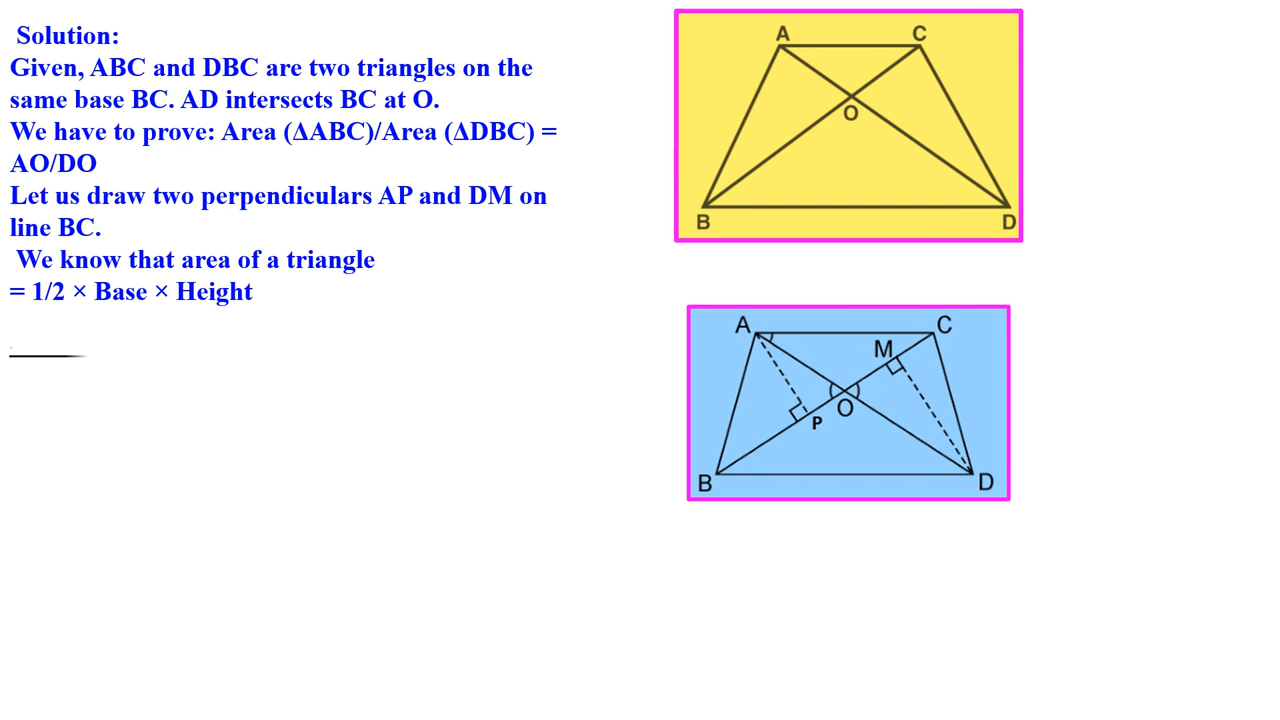 Solution:
Given, ABC and DBC are two triangles on the
same base BC. AD intersects BC at O.
We have to prove: Area (ΔABC)/Area (ΔDBC) =
AO/DO
Let us draw two perpendiculars AP and DM on
line BC.
We know that area of a triangle
= 1/2 × Base × Height
A C
O
B D
A C
M
O
P
B D